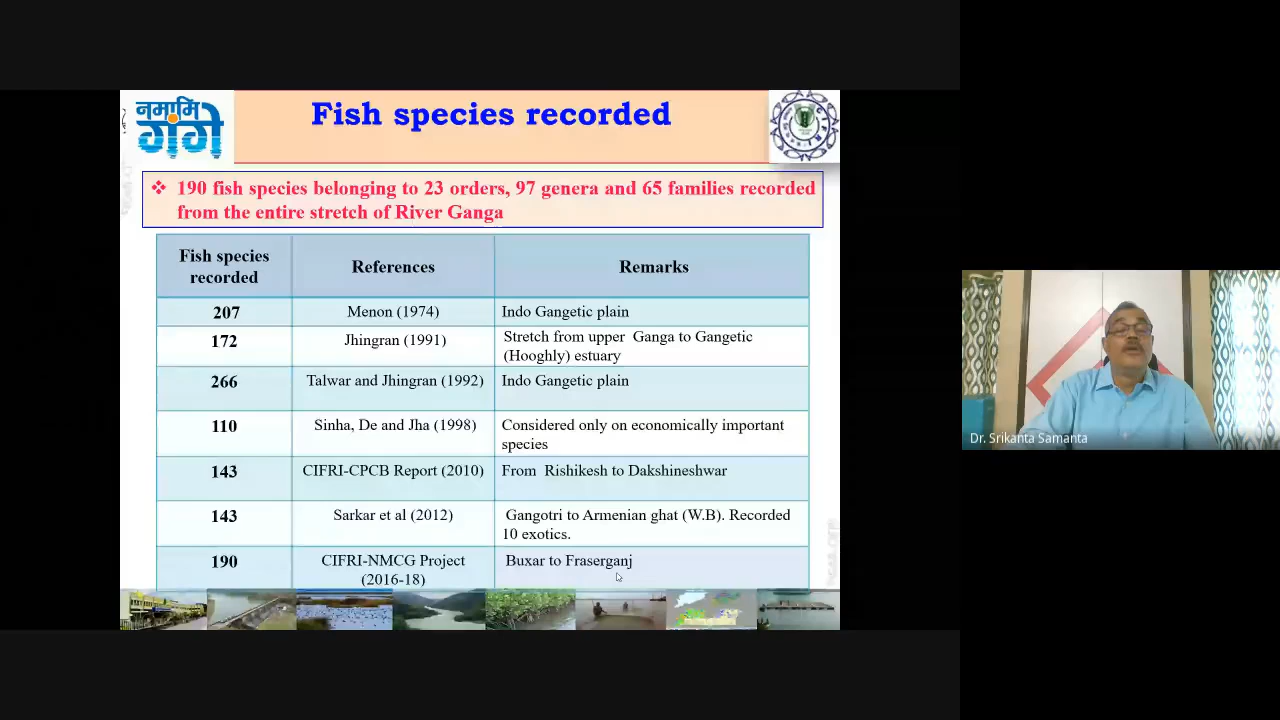 नमामि
गंगे
Fish species recorded
❖ 190 fish species belonging to 23 orders, 97 genera and 65 families recorded
from the entire stretch of River Ganga
Fish species
recorded
References
Remarks
207
Menon (1974)
Indo Gangetic plain
172
Jhingran (1991)
Stretch from upper Ganga to Gangetic
(Hooghly) estuary
266
Talwar and Jhingran (1992)
Indo Gangetic plain
110
Sinha, De and Jha (1998)
Considered only on economically important
species
143
CIFRI-CPCB Report (2010)
From Rishikesh to Dakshineshwar
143
Sarkar et al (2012)
Gangotri to Armenian ghat (W.B). Recorded
10 exotics.
190
CIFRI-NMCG Project
(2016-18)
Buxar to Fraserganj
Dr. Srikanta Samanta